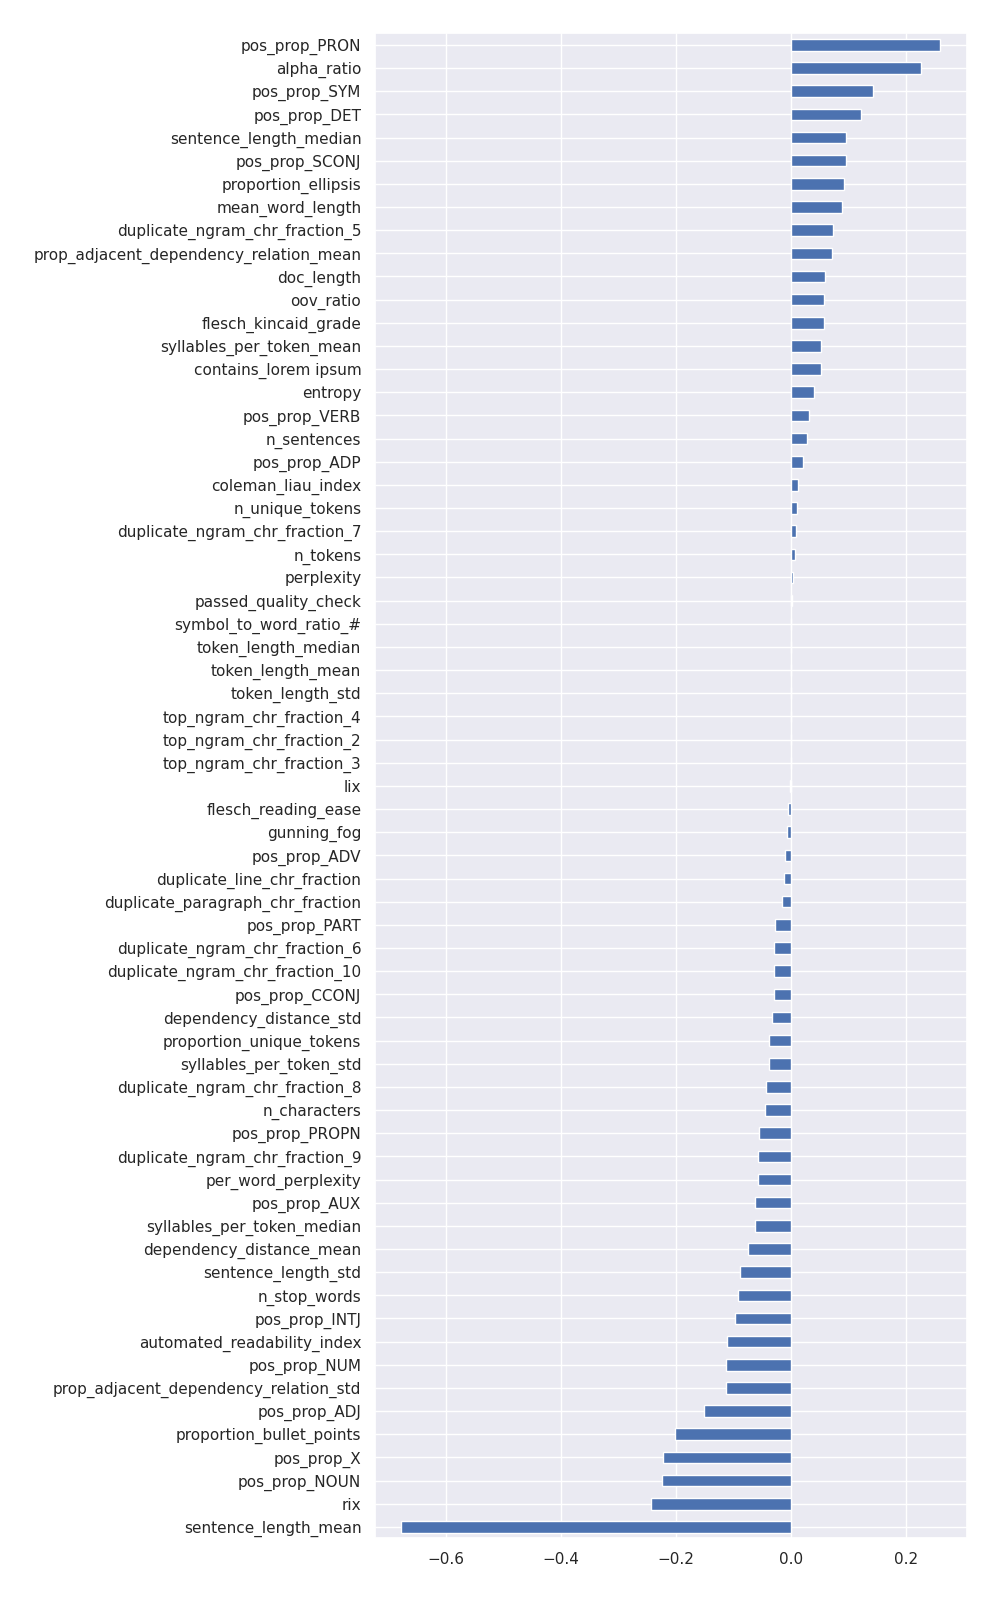 pos_prop_PRON
alpha_ratio
pos_prop_SYM
pos_prop_DET
sentence_length_median
pos_prop_SCONJ
proportion_ellipsis
mean_word_length
duplicate_ngram_chr_fraction_5
prop_adjacent_dependency_relation_mean
doc_length
oov_ratio
flesch_kincaid_grade
syllables_per_token_mean
contains_lorem ipsum
entropy
pos_prop_VERB
n_sentences
pos_prop_ADP
coleman_liau_index
n_unique_tokens
duplicate_ngram_chr_fraction_7
n_tokens
perplexity
passed_quality_check
symbol_to_word_ratio_#
token_length_median
token_length_mean
token_length_std
top_ngram_chr_fraction_4
top_ngram_chr_fraction_2
top_ngram_chr_fraction_3
lix
flesch_reading_ease
gunning_fog
pos_prop_ADV
duplicate_line_chr_fraction
duplicate_paragraph_chr_fraction
pos_prop_PART
duplicate_ngram_chr_fraction_6
duplicate_ngram_chr_fraction_10
pos_prop_CCONJ
dependency_distance_std
proportion_unique_tokens
syllables_per_token_std
duplicate_ngram_chr_fraction_8
n_characters
pos_prop_PROPN
duplicate_ngram_chr_fraction_9
per_word_perplexity
pos_prop_AUX
syllables_per_token_median
dependency_distance_mean
sentence_length_std
n_stop_words
pos_prop_INTJ
automated_readability_index
pos_prop_NUM
prop_adjacent_dependency_relation_std
pos_prop_ADJ
proportion_bullet_points
pos_prop_X
pos_prop_NOUN
rix
sentence_length_mean
−0.6 −0.4 −0.2 0.0 0.2